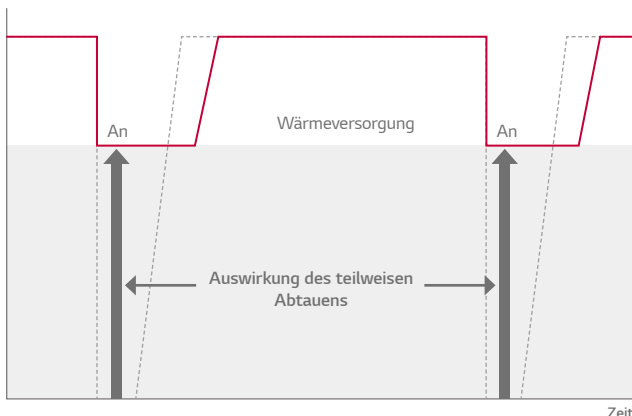 An
Wärmeversorgung
An
Auswirkung des teilweisen
Abtauens
Zeit